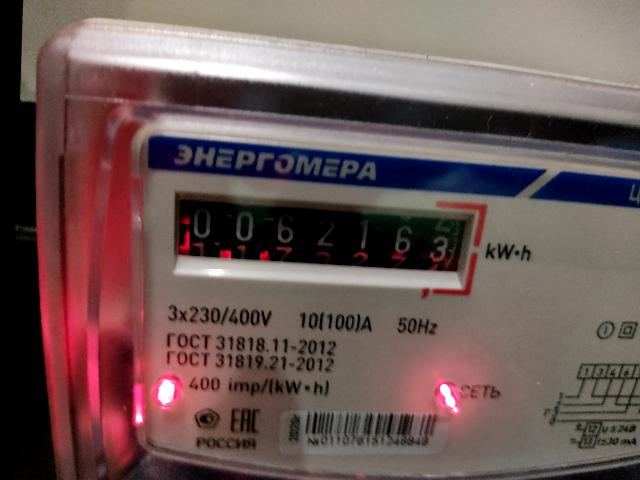 ЭНЕРГОМЕРА
0062163
kW•h
3x230/400V 10(100)A 50Hz
ГОСТ 31818.11-2012
ГОСТ 31819.21-2012
400 imp/(kW•h)
СЕТЬ
ЕАС
РОССИЯ